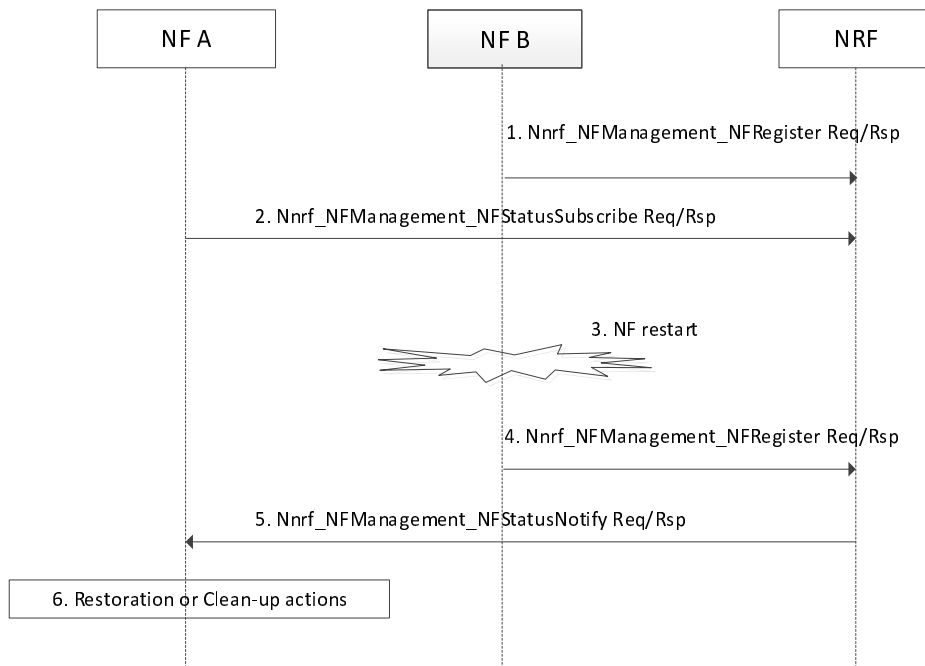 NF A
NF B
NRF
1. Nnrf_NFManagement_NFRegister Req/Rsp
2. Nnrf_NFManagement_NFStatusSubscribe Req/Rsp
3. NF restart
4. Nnrf_NFManagement_NFRegister Req/Rsp
5. Nnrf_NFManagement_NFStatusNotify Req/Rsp
6. Restoration or Clean-up actions